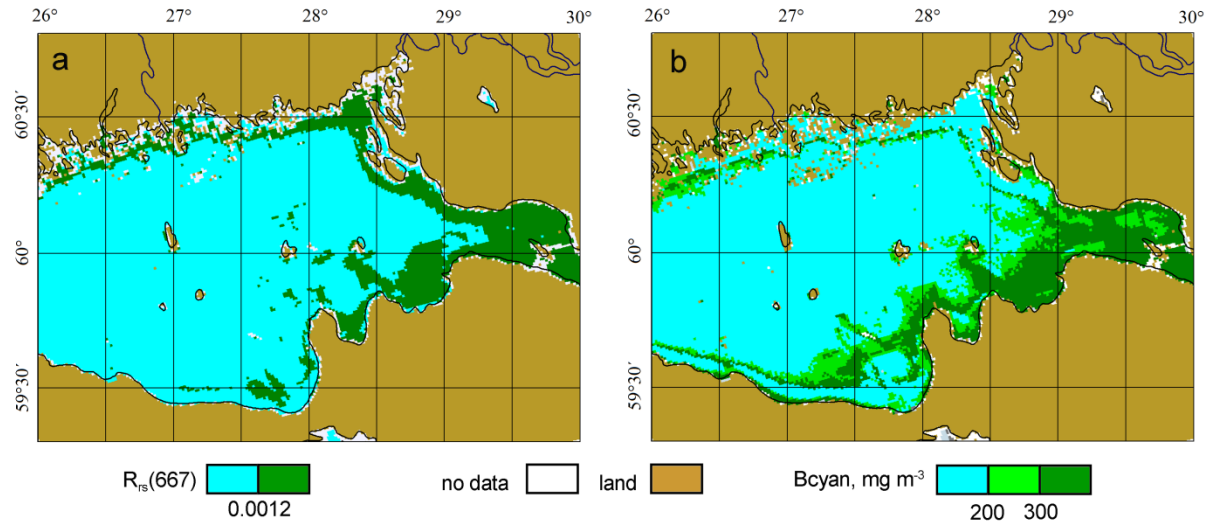 26° 27° 28° 29° 30° 26° 27° 28° 29° 30°
a b
60°30´ 60°30´
60° 60°
59°30´ 59°30´
Rrs(667) no data land Bcyan, mg m⁻³
0.0012 200 300